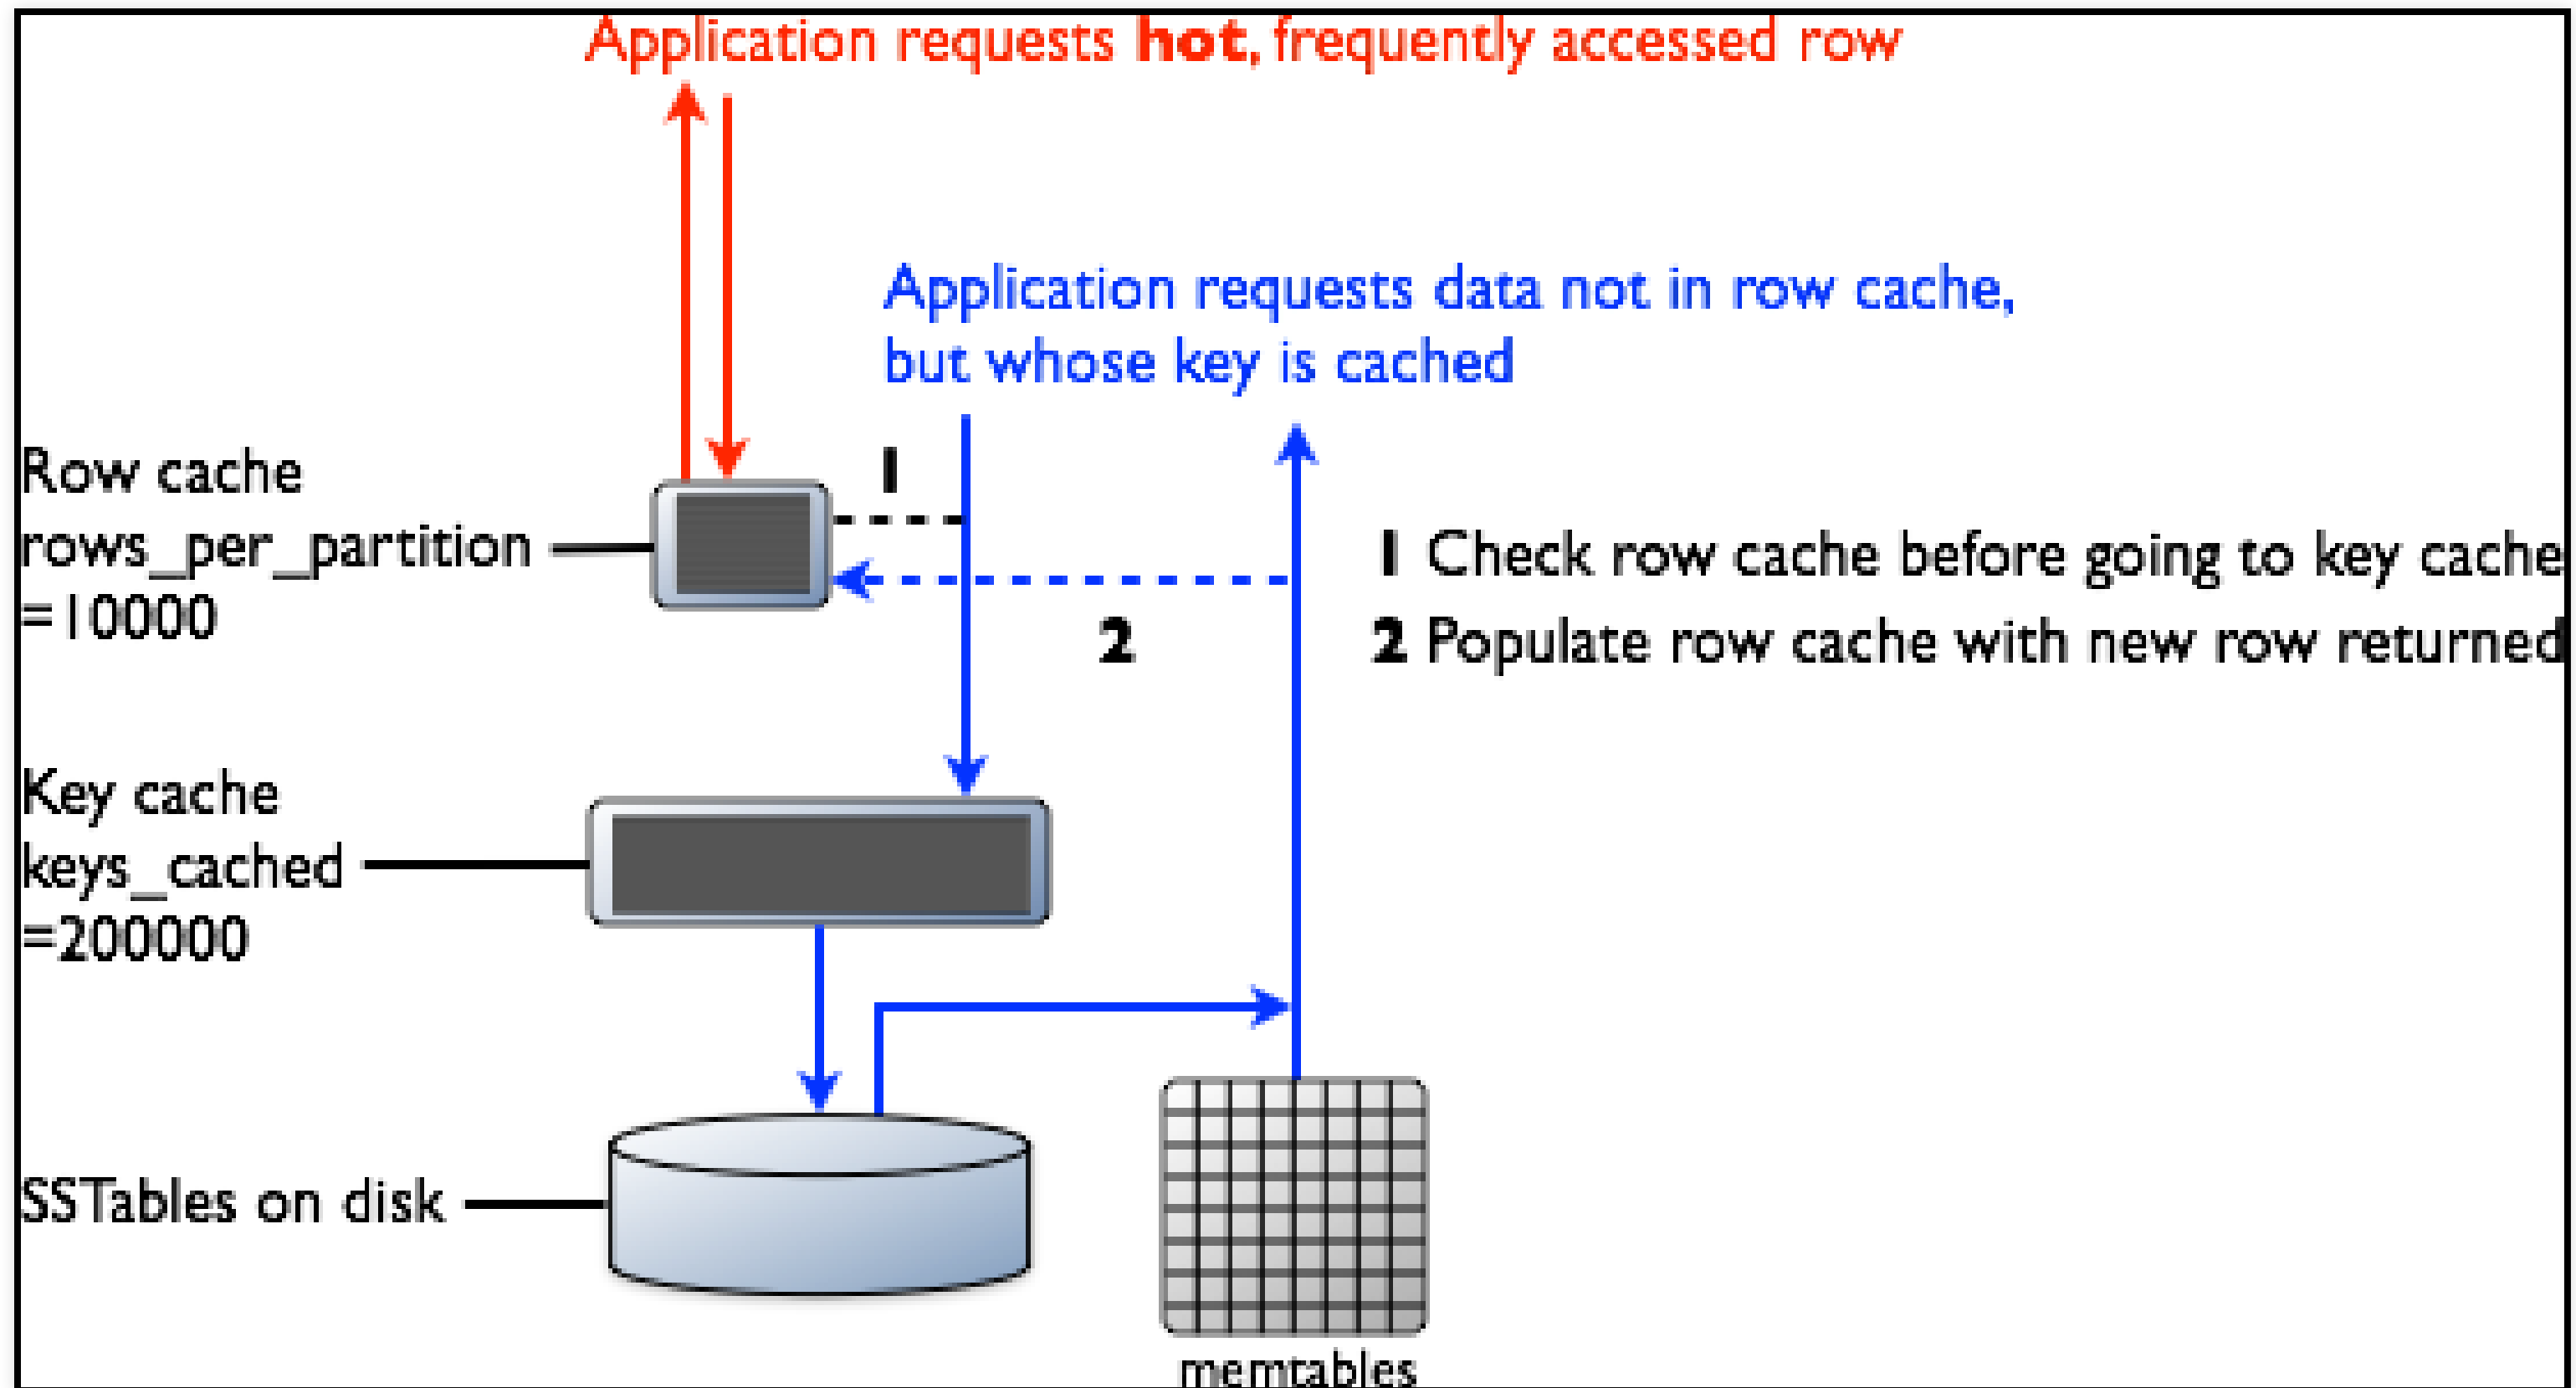 Application requests hot, frequently accessed row
Application requests data not in row cache,
but whose key is cached
Row cache
rows_per_partition
=10000
1
2
1 Check row cache before going to key cache
2 Populate row cache with new row returned
Key cache
keys_cached
=200000
SSTables on disk
memtables